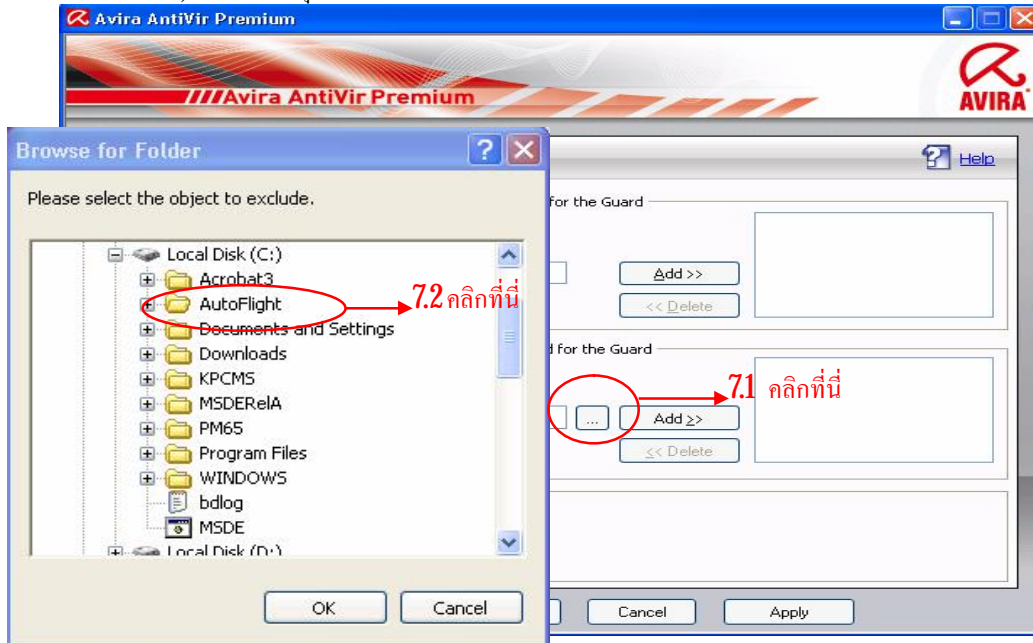 Avira AntiVir Premium
Avira AntiVir Premium
AVIRA
Browse for Folder
Help
Please select the object to exclude.
for the Guard
Local Disk (C:)
Acrobat3
Add >>
AutoFlight
7.2 คลิกที่นี่
<< Delete
Documents and Settings
d for the Guard
Downloads
KPCMS
7.1 คลิกที่นี่
MSDERelA
... Add >>
PM65
Program Files
<< Delete
WINDOWS
bdlog
MSDE
Local Disk (D:)
OK Cancel
Cancel Apply